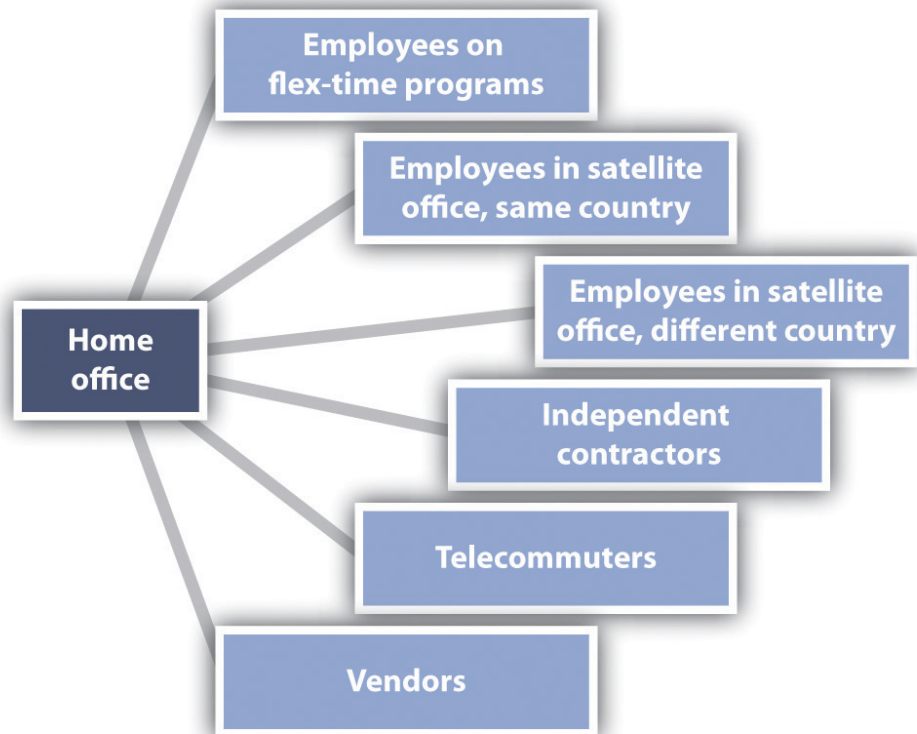 Employees on
flex-time programs
Employees in satellite
office, same country
Employees in satellite
office, different country
Home
office
Independent
contractors
Telecommuters
Vendors